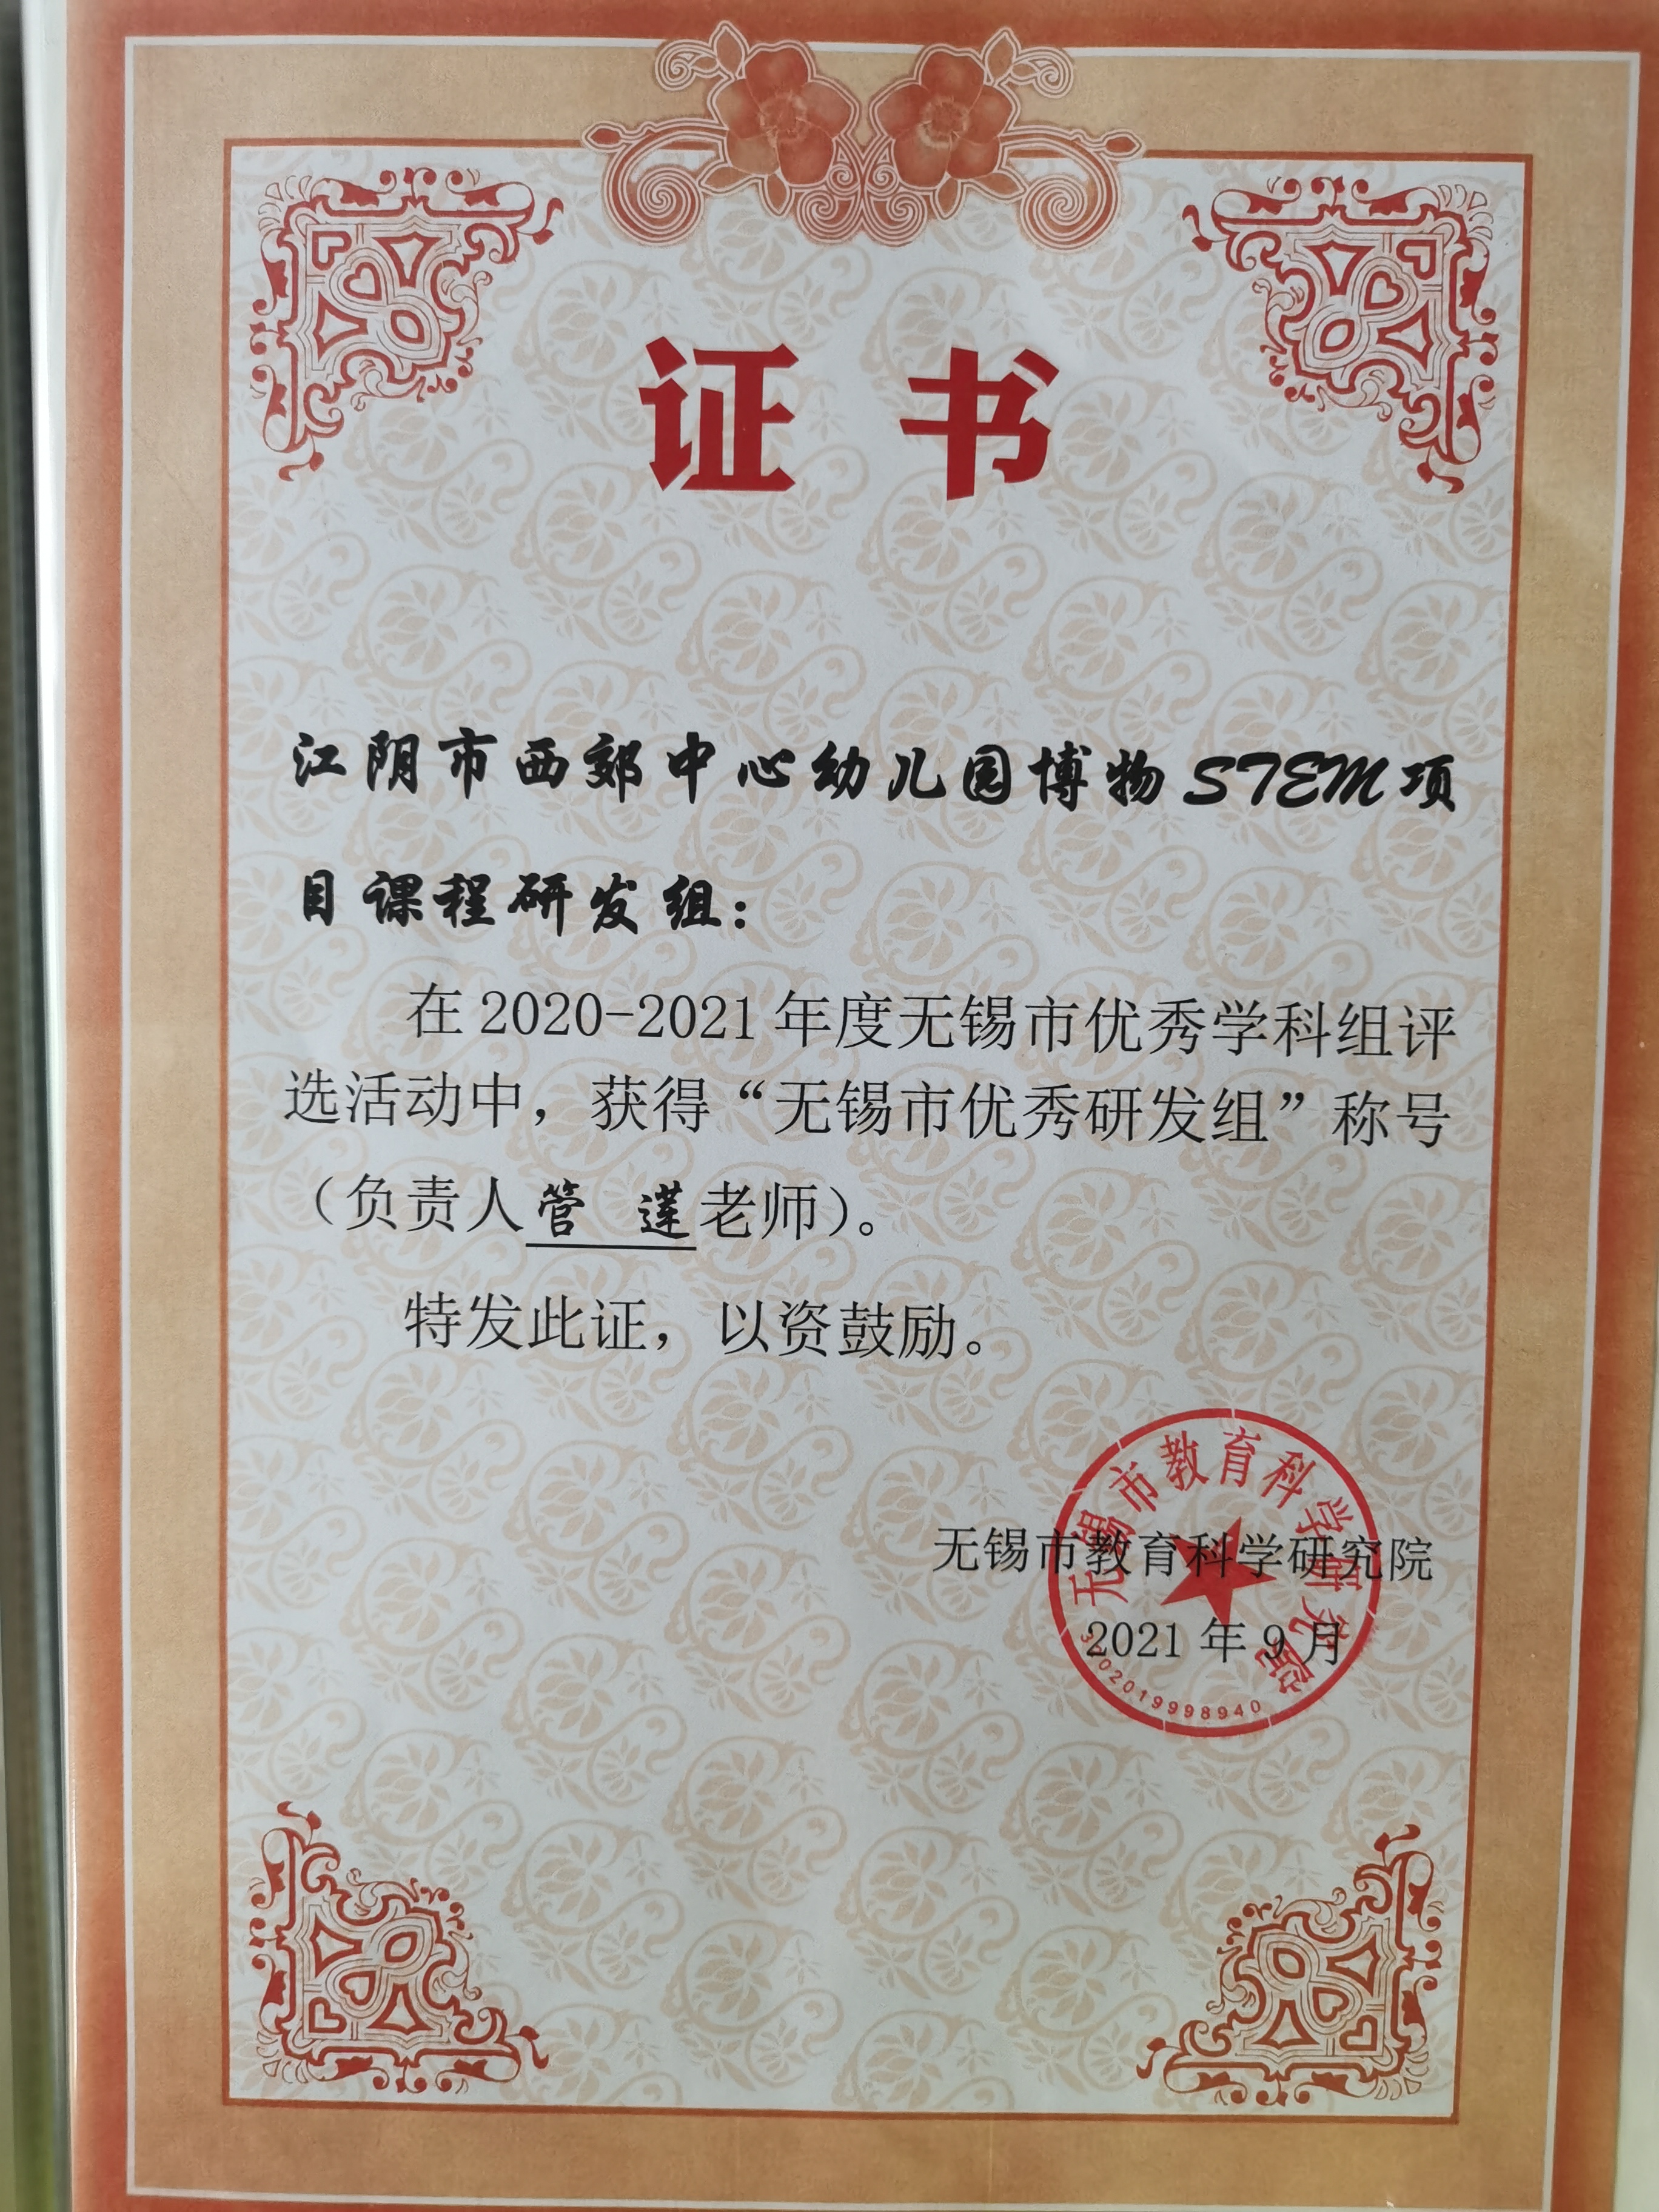 证书
江阴市西郊中心幼儿园博物STEM项
目课程研发组：
在2020-2021年度无锡市优秀学科组评
选活动中，获得“无锡市优秀研发组”称号
（负责人管 莲老师）。
特发此证，以资鼓励。
无锡市教育科学研究院
无锡市教育科学研究院
2021年9月
3202019998940